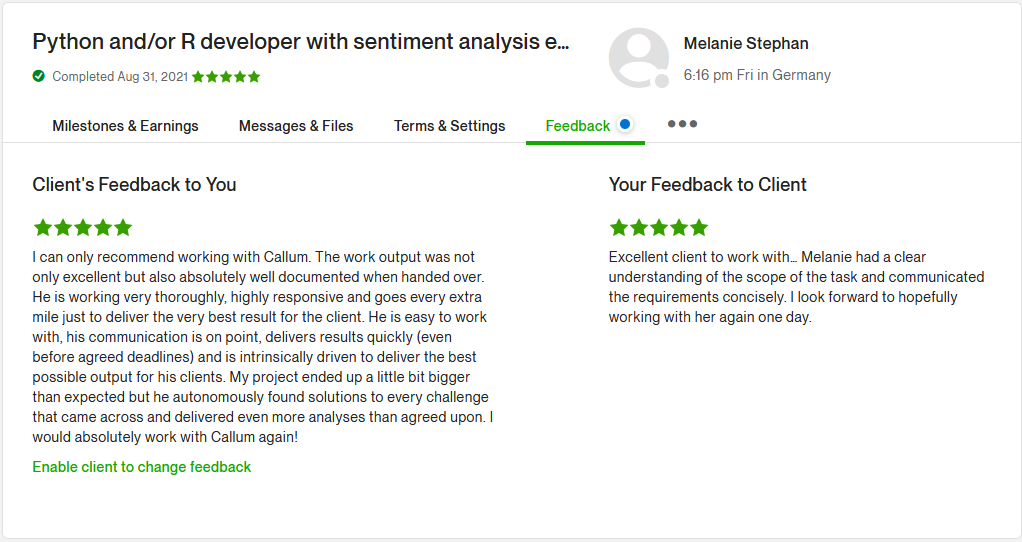 Python and/or R developer with sentiment analysis e...
Completed Aug 31, 2021
Melanie Stephan
6:16 pm Fri in Germany
Milestones & Earnings
Messages & Files
Terms & Settings
Feedback
Client's Feedback to You
I can only recommend working with Callum. The work output was not
only excellent but also absolutely well documented when handed over.
He is working very thoroughly, highly responsive and goes every extra
mile just to deliver the very best result for the client. He is easy to work
with, his communication is on point, delivers results quickly (even
before agreed deadlines) and is intrinsically driven to deliver the best
possible output for his clients. My project ended up a little bit bigger
than expected but he autonomously found solutions to every challenge
that came across and delivered even more analyses than agreed upon. I
would absolutely work with Callum again!
Enable client to change feedback
Your Feedback to Client
Excellent client to work with... Melanie had a clear
understanding of the scope of the task and communicated
the requirements concisely. I look forward to hopefully
working with her again one day.